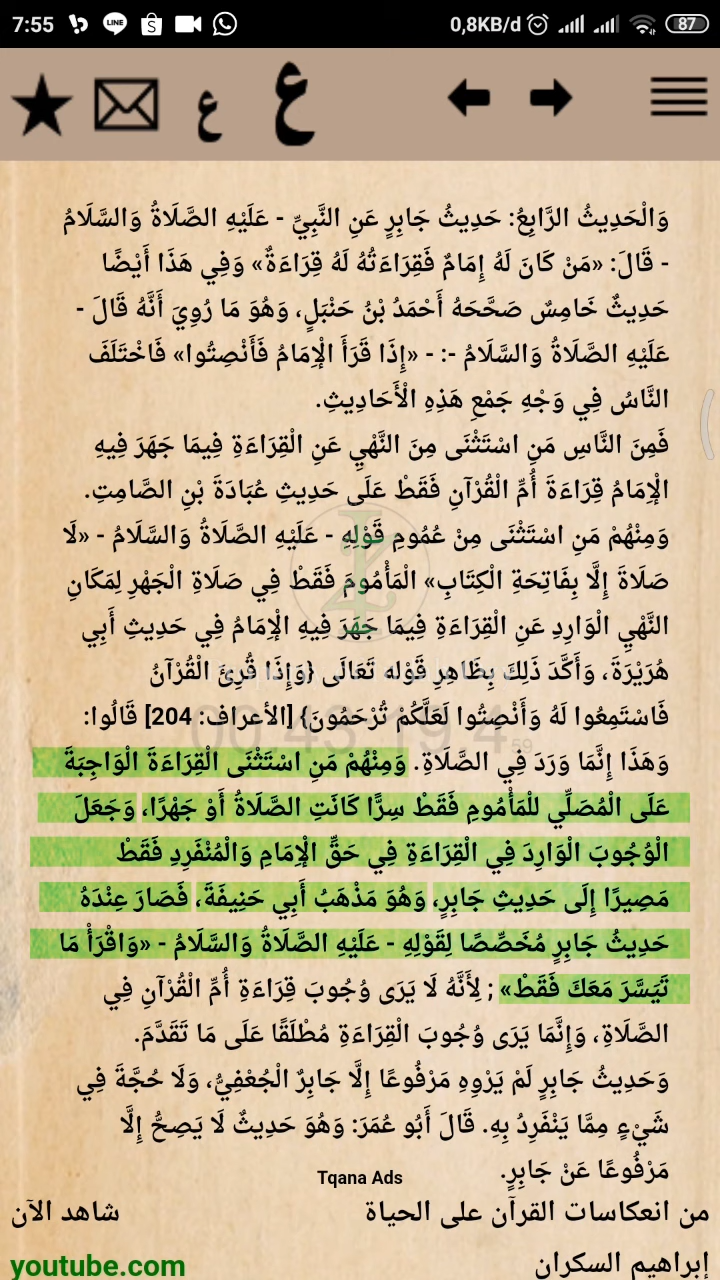 7:55
LINE
S
0,8KB/d
87
ع ع
وَالْحَدِيثُ الرَّابِعُ: حَدِيثُ جَابِرٍ عَنِ النَّبِيِّ - عَلَيْهِ الصَّلَاةُ وَالسَّلَامُ
- قَالَ: «مَنْ كَانَ لَهُ إِمَامٌ فَقِرَاءَتُهُ لَهُ قِرَاءَةٌ» وَفِي هَذَا أَيْضًا
حَدِيثٌ خَامِسٌ صَحَّحَهُ أَحْمَدُ بْنُ حَنْبَلٍ، وَهُوَ مَا رُوِيَ أَنَّهُ قَالَ -
عَلَيْهِ الصَّلَاةُ وَالسَّلَامُ -: - «إِذَا قَرَأَ الْإِمَامُ فَأَنْصِتُوا» فَاخْتَلَفَ
النَّاسُ فِي وَجْهِ جَمْعِ هَذِهِ الْأَحَادِيثِ.
فَمِنَ النَّاسِ مَنِ اسْتَثْنَى مِنَ النَّهْيِ عَنِ الْقِرَاءَةِ فِيمَا جَهَرَ فِيهِ
الْإِمَامُ قِرَاءَةَ أُمِّ الْقُرْآنِ فَقَطْ عَلَى حَدِيثِ عُبَادَةَ بْنِ الصَّامِتِ.
وَمِنْهُمْ مَنِ اسْتَثْنَى مِنْ عُمُومِ قَوْلِهِ - عَلَيْهِ الصَّلَاةُ وَالسَّلَامُ - «لَا
صَلَاةَ إِلَّا بِفَاتِحَةِ الْكِتَابِ» الْمَأْمُومَ فَقَطْ فِي صَلَاةِ الْجَهْرِ لِمَكَانِ
النَّهْيِ الْوَارِدِ عَنِ الْقِرَاءَةِ فِيمَا جَهَرَ فِيهِ الْإِمَامُ فِي حَدِيثِ أَبِي
هُرَيْرَةَ، وَأَكَّدَ ذَلِكَ بِظَاهِرِ قَوْله تَعَالَى {وَإِذَا قُرِئَ الْقُرْآنُ
فَاسْتَمِعُوا لَهُ وَأَنْصِتُوا لَعَلَّكُمْ تُرْحَمُونَ} [الأعراف: 204] قَالُوا:
وَهَذَا إِنَّمَا وَرَدَ فِي الصَّلَاةِ. وَمِنْهُمْ مَنِ اسْتَثْنَى الْقِرَاءَةَ الْوَاجِبَةَ
عَلَى الْمُصَلِّي للْمَأْمُومِ فَقَطْ سِرًّا كَانَتِ الصَّلَاةُ أَوْ جَهْرًا، وَجَعَلَ
الْوُجُوبَ الْوَارِدَ فِي الْقِرَاءَةِ فِي حَقِّ الْإِمَامِ وَالْمُنْفَرِدِ فَقَطْ
مَصِيرًا إِلَى حَدِيثِ جَابِرٍ، وَهُوَ مَذْهَبُ أَبِي حَنِيفَةَ، فَصَارَ عِنْدَهُ
حَدِيثُ جَابِرٍ مُخَصِّصًا لِقَوْلِهِ - عَلَيْهِ الصَّلَاةُ وَالسَّلَامُ - «وَاقْرَأْ مَا
تَيَسَّرَ مَعَكَ فَقَطْ» ; لِأَنَّهُ لَا يَرَى وُجُوبَ قِرَاءَةِ أُمِّ الْقُرْآنِ فِي
الصَّلَاةِ، وَإِنَّمَا يَرَى وُجُوبَ الْقِرَاءَةِ مُطْلَقًا عَلَى مَا تَقَدَّمَ.
وَحَدِيثُ جَابِرٍ لَمْ يَرْوِهِ مَرْفُوعًا إِلَّا جَابِرٌ الْجُعْفِيُّ، وَلَا حُجَّةَ فِي
شَيْءٍ مِمَّا يَنْفَرِدُ بِهِ. قَالَ أَبُو عُمَرَ: وَهُوَ حَدِيثٌ لَا يَصِحُّ إِلَّا
مَرْفُوعًا عَنْ جَابِرٍ.
Tqana Ads
من انعكاسات القرآن على الحياة
شاهد الآن
إبراهيم السكران
youtube.com